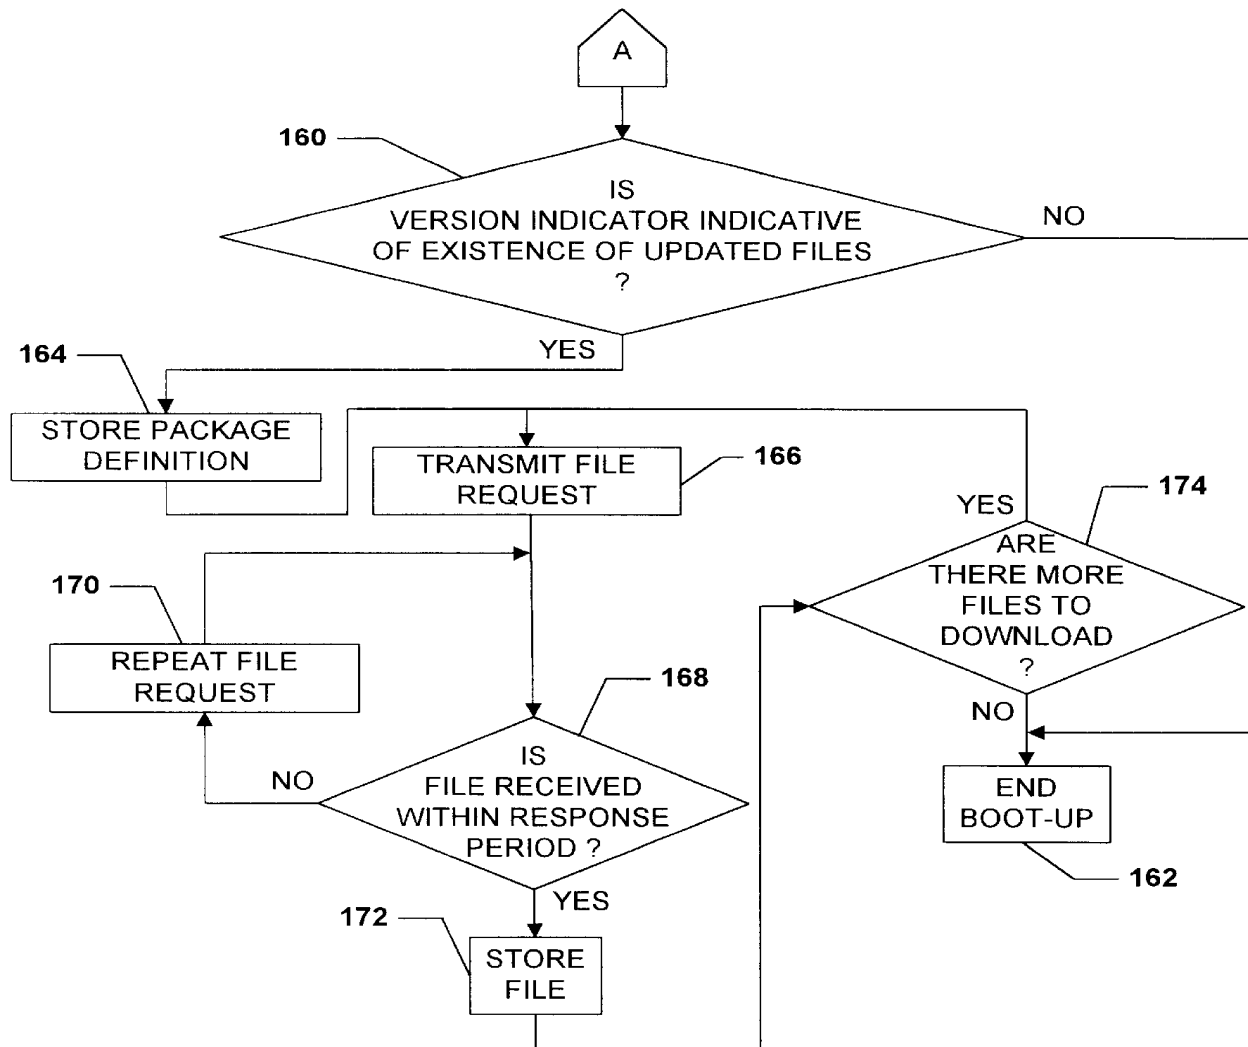 A
160
IS
VERSION INDICATOR INDICATIVE
OF EXISTENCE OF UPDATED FILES
?
NO
YES
164
STORE PACKAGE
DEFINITION
TRANSMIT FILE
REQUEST
166
174
YES
ARE
THERE MORE
FILES TO
DOWNLOAD
?
170
REPEAT FILE
REQUEST
168
NO
IS
FILE RECEIVED
WITHIN RESPONSE
PERIOD ?
NO
END
BOOT-UP
162
YES
172
STORE
FILE